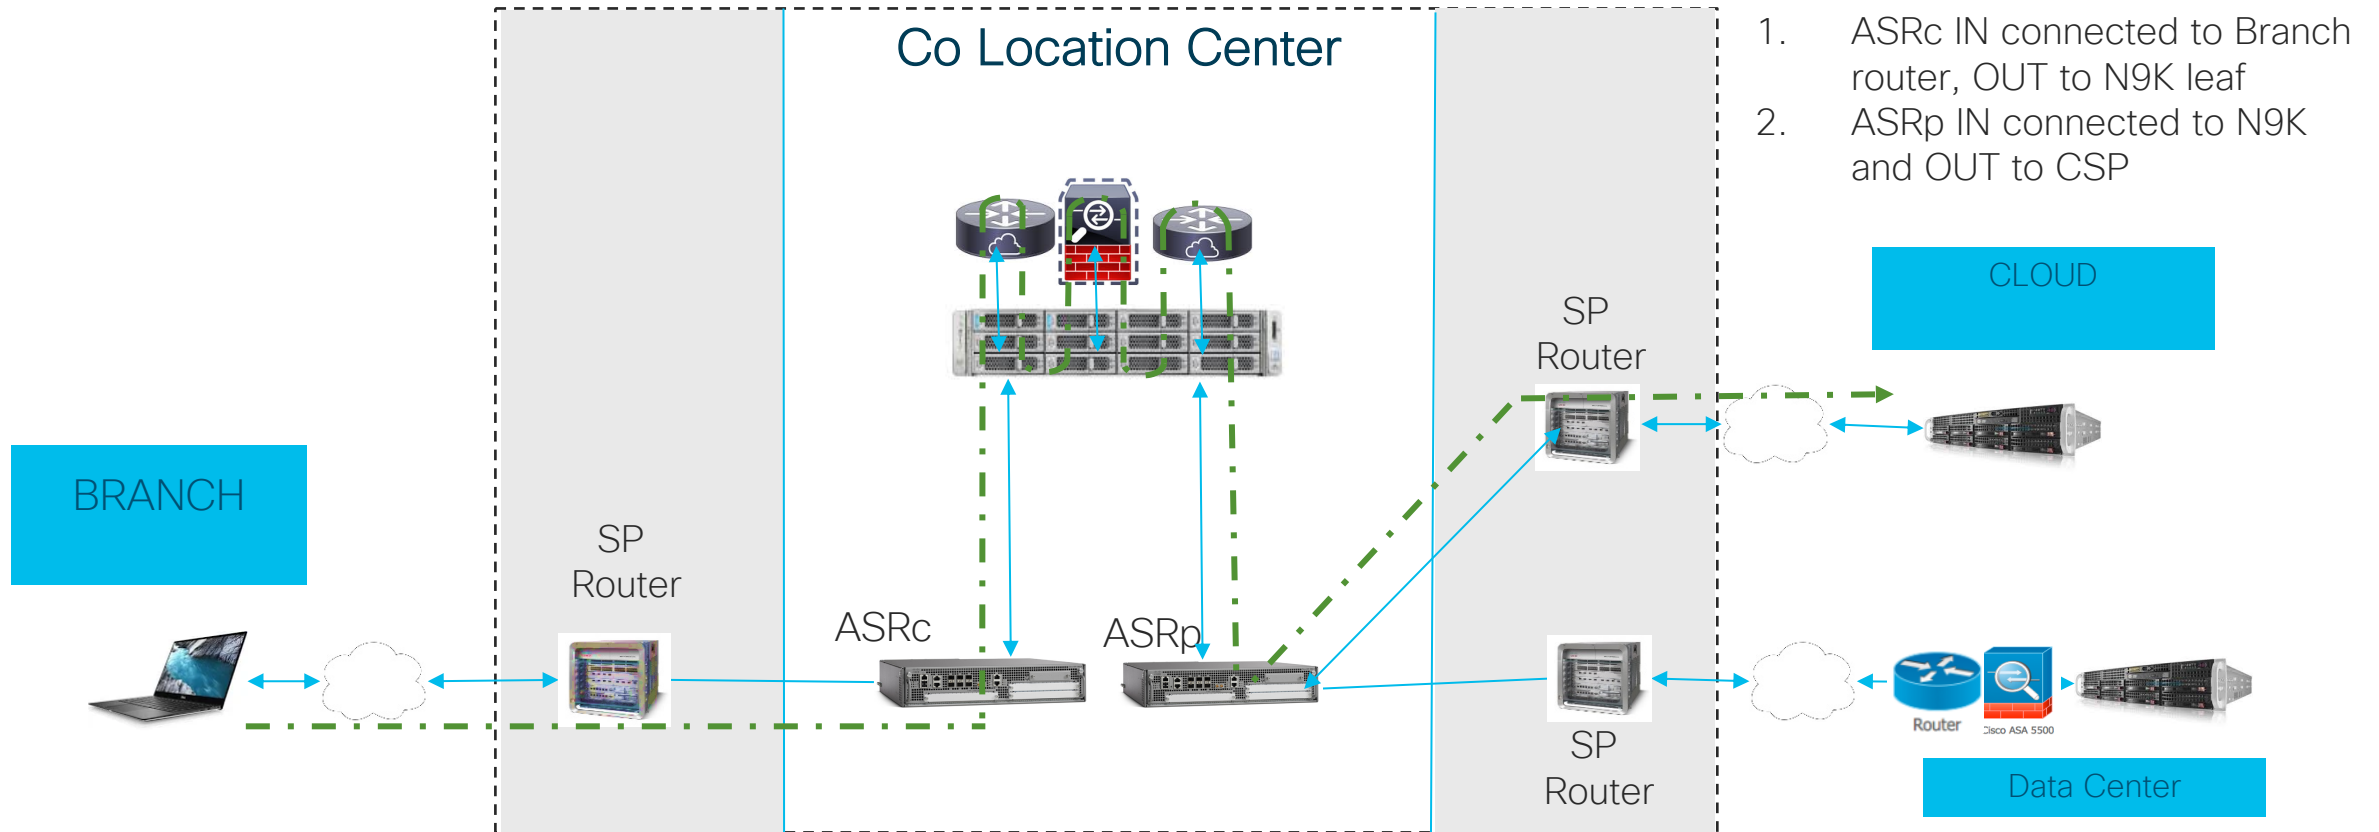 Co Location Center
1. ASRc IN connected to Branch
router, OUT to N9K leaf
2. ASRp IN connected to N9K
and OUT to CSP
CLOUD
SP
Router
BRANCH
SP
Router
ASRc
ASRp
Router
Cisco ASA 5500
SP
Router
Data Center